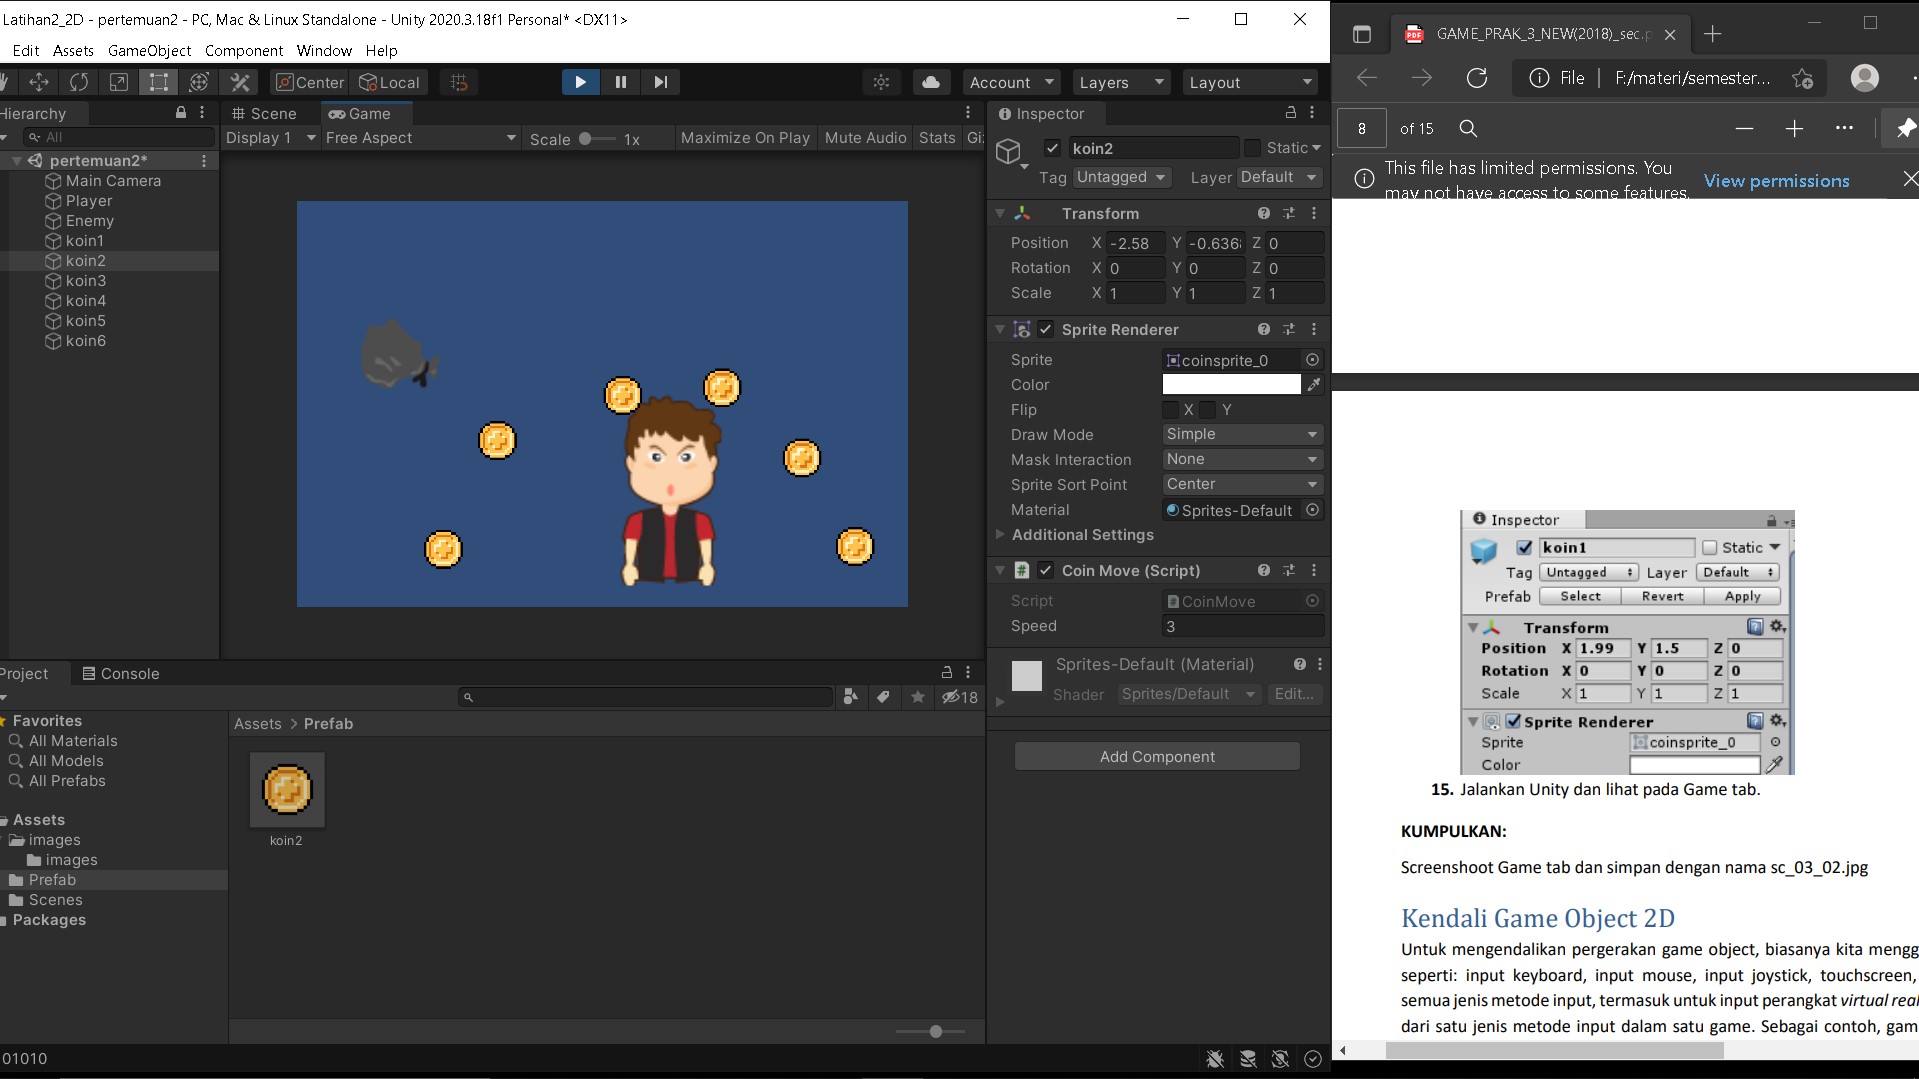 Latihan2_2D - pertemuan2 - PC, Mac & Linux Standalone - Unity 2020.3.18f1 Personal* <DX11>
Edit Assets GameObject Component Window Help
Center Local
Account Layers Layout
Hierarchy
All
pertemuan2*
Main Camera
Player
Enemy
koin1
koin2
koin3
koin4
koin5
koin6
Scene Game
Display 1 Free Aspect Scale 1x Maximize On Play Mute Audio Stats Gi
Inspector
koin2 Static
Tag Untagged Layer Default
Transform
Position X -2.58 Y -0.636 Z 0
Rotation X 0 Y 0 Z 0
Scale X 1 Y 1 Z 1
Sprite Renderer
Sprite coinsprite_0
Color
Flip X Y
Draw Mode Simple
Mask Interaction None
Sprite Sort Point Center
Material Sprites-Default
Additional Settings
# Coin Move (Script)
Script CoinMove
Speed 3
Sprites-Default (Material)
Shader Sprites/Default Edit...
Add Component
Project Console
18
Favorites
All Materials
All Models
All Prefabs
Assets
images
images
Prefab
Scenes
Packages
Assets > Prefab
koin2
01010
PDF GAME_PRAK_3_NEW(2018)_sec.p
File F:/materi/semester...
8 of 15
This file has limited permissions. You
may not have access to some features.
View permissions
Inspector
koin1 Static
Tag Untagged Layer Default
Prefab Select Revert Apply
Transform
Position X 1.99 Y 1.5 Z 0
Rotation X 0 Y 0 Z 0
Scale X 1 Y 1 Z 1
Sprite Renderer
Sprite coinsprite_0
Color
15. Jalankan Unity dan lihat pada Game tab.
KUMPULKAN:
Screenshoot Game tab dan simpan dengan nama sc_03_02.jpg
Kendali Game Object 2D
Untuk mengendalikan pergerakan game object, biasanya kita mengg
seperti: input keyboard, input mouse, input joystick, touchscreen,
semua jenis metode input, termasuk untuk input perangkat virtual real
dari satu jenis metode input dalam satu game. Sebagai contoh, gam